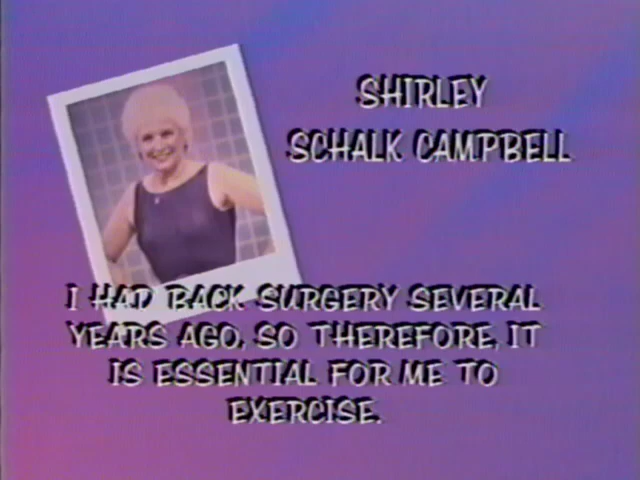 SHIRLEY
SCHALK CAMPBELL
I HAD BACK SURGERY SEVERAL
YEARS AGO, SO THEREFORE, IT
IS ESSENTIAL FOR ME TO
EXERCISE.